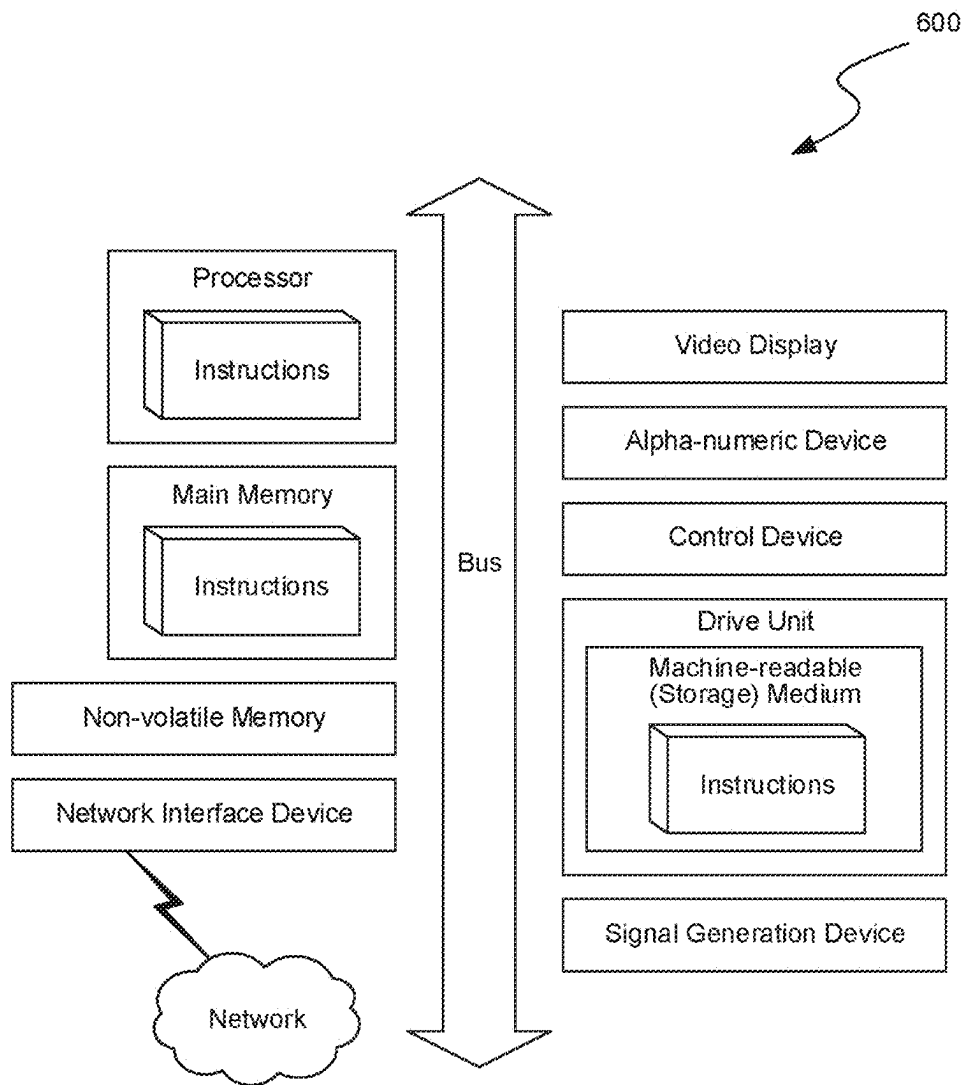 600
Processor
Instructions
Main Memory
Instructions
Non-volatile Memory
Network Interface Device
Network
Bus
Video Display
Alpha-numeric Device
Control Device
Drive Unit
Machine-readable
(Storage) Medium
Instructions
Signal Generation Device